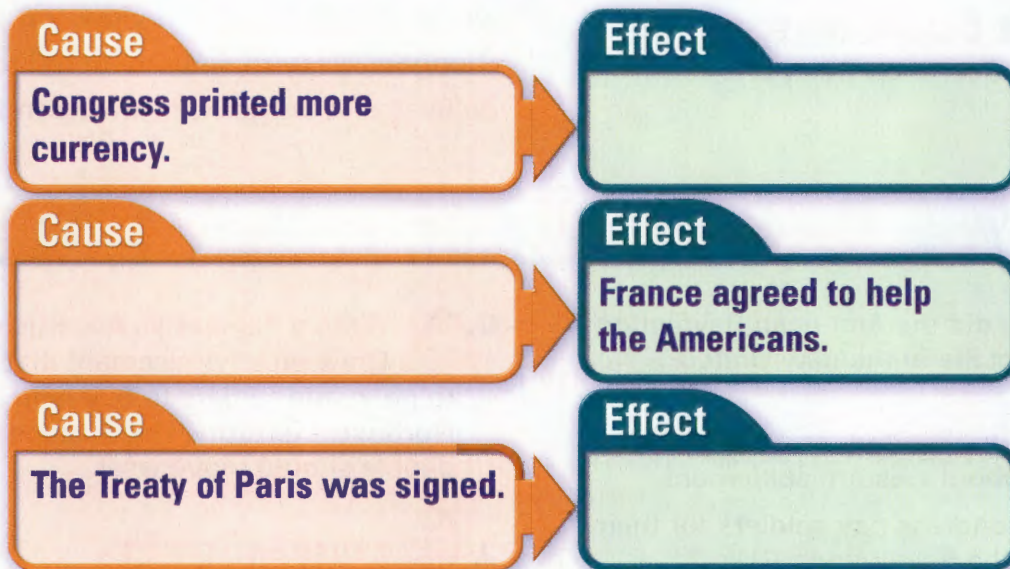 Cause
Effect
Congress printed more
currency.
Cause
Effect
France agreed to help
the Americans.
Cause
Effect
The Treaty of Paris was signed.